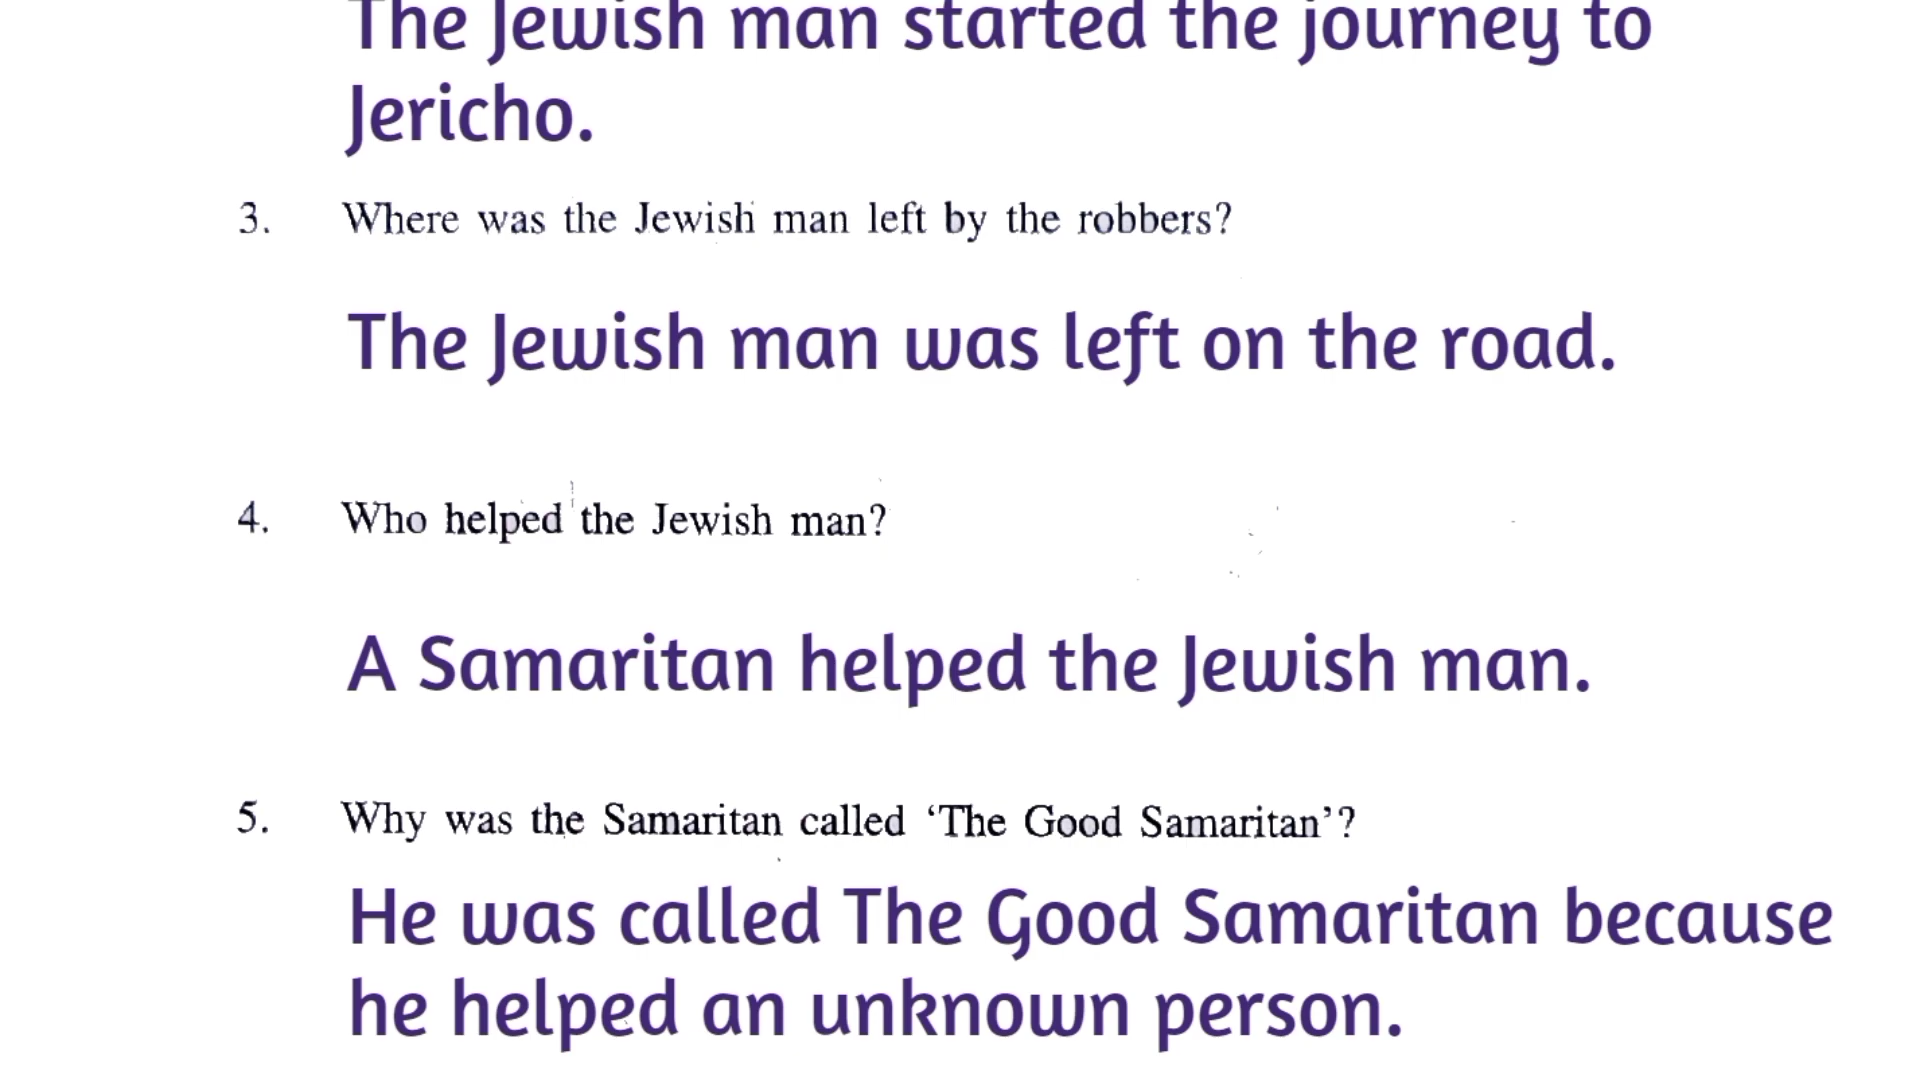 The Jewish man started the journey to
Jericho.
3. Where was the Jewish man left by the robbers?
The Jewish man was left on the road.
4. Who helped the Jewish man?
A Samaritan helped the Jewish man.
5. Why was the Samaritan called ‘The Good Samaritan’?
He was called The Good Samaritan because
he helped an unknown person.